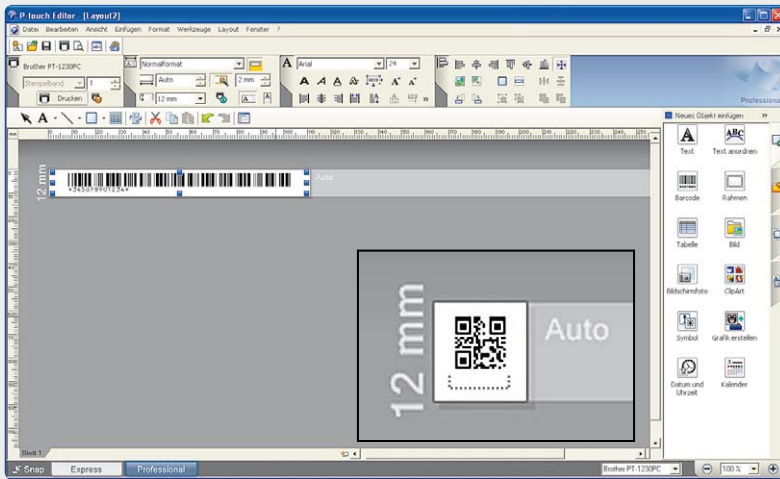 P-touch Editor - [Layout2]
Datei Bearbeiten Ansicht Einfügen Format Werkzeuge Layout Fenster ?
Brother PT-1230PC
Stempelband 1
Drucken
Normalformat
Auto
2 mm
12 mm
Arial
24
Professional
Neues Objekt einfügen
Text
Text anordnen
Barcode
Rahmen
Tabelle
Bild
Bildschirmfoto
ClipArt
Symbol
Grafik erstellen
Datum und Uhrzeit
Kalender
12 mm
Auto
12 mm
Auto
Blatt 1
Snap
Express
Professional
Brother PT-1230PC
100 %